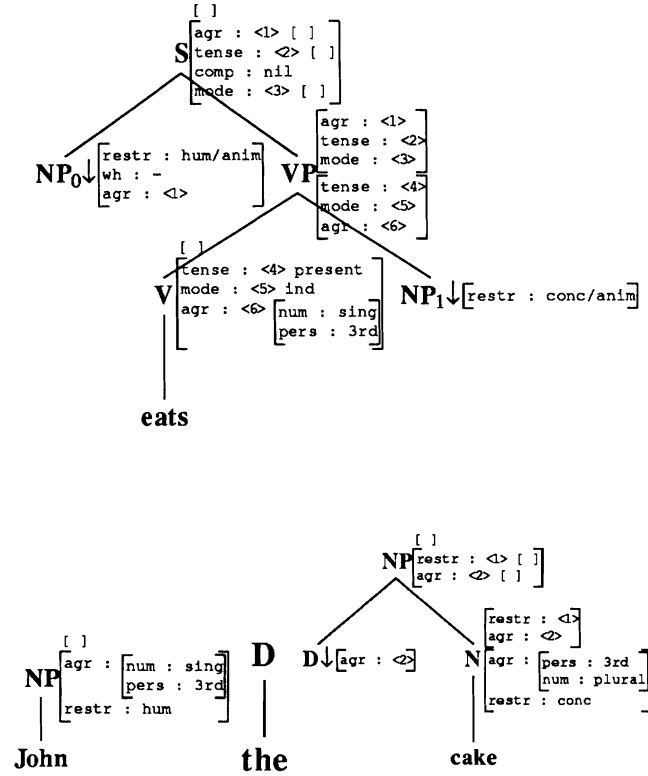 [ ]
S
agr : <1> [ ]
tense : <2> [ ]
comp : nil
mode : <3> [ ]
NP0↓
restr : hum/anim
wh : -
agr : <1>
VP
agr : <1>
tense : <2>
mode : <3>
tense : <4>
mode : <5>
agr : <6>
[ ]
V
tense : <4> present
mode : <5> ind
agr : <6>
num : sing
pers : 3rd
NP1↓[restr : conc/anim]
eats
[ ]
NP
restr : <1> [ ]
agr : <2> [ ]
[ ]
NP
agr :
num : sing
pers : 3rd
restr : hum
John
D
the
D↓[agr : <2>]
N
restr : <1>
agr : <2>
agr :
pers : 3rd
num : plural
restr : conc
cake